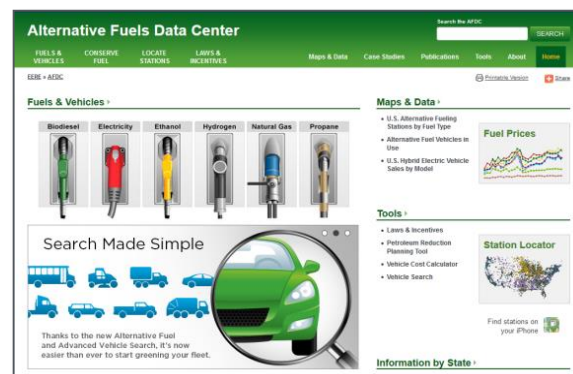 Alternative Fuels Data Center
Search the AFDC
SEARCH
FUELS & VEHICLES
CONSERVE FUEL
LOCATE STATIONS
LAWS & INCENTIVES
Maps & Data
Case Studies
Publications
Tools
About
Home
EERE » AFDC
Printable Version
Share
Fuels & Vehicles ›
Biodiesel
Electricity
Ethanol
Hydrogen
Natural Gas
Propane
Search Made Simple
Thanks to the new Alternative Fuel
and Advanced Vehicle Search, it's now
easier than ever to start greening your fleet.
Maps & Data ›
• U.S. Alternative Fueling
Stations by Fuel Type
• Alternative Fuel Vehicles in
Use
• U.S. Hybrid Electric Vehicle
Sales by Model
Fuel Prices
Tools ›
• Laws & Incentives
• Petroleum Reduction
Planning Tool
• Vehicle Cost Calculator
• Vehicle Search
Station Locator
Find stations on
your iPhone
Information by State ›